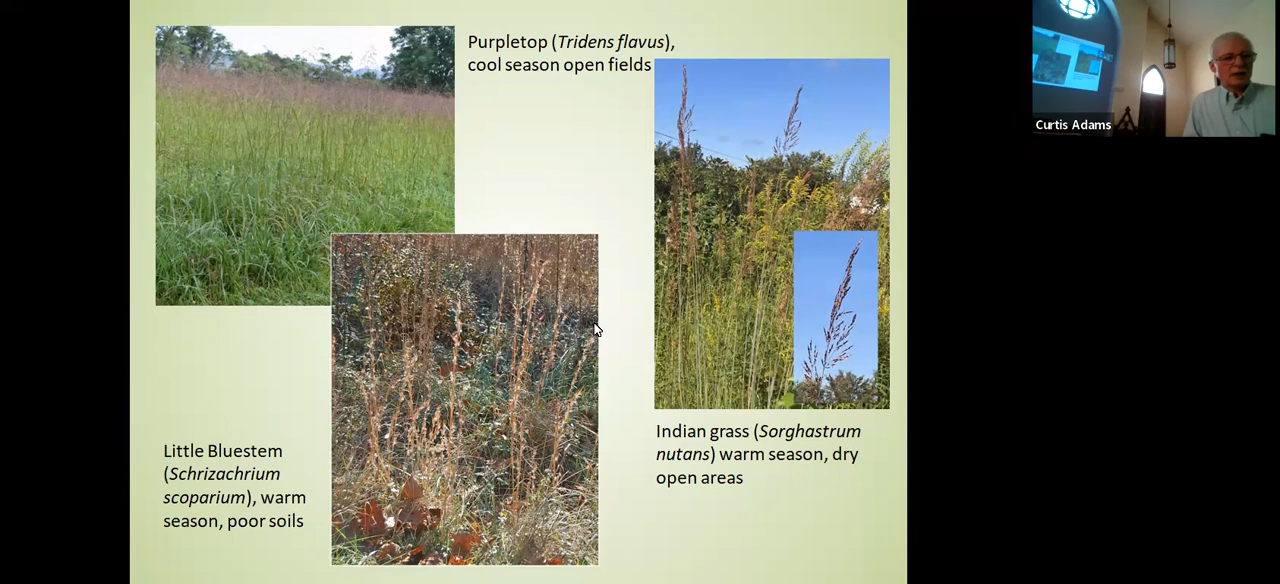 Purpletop (Tridens flavus),
cool season open fields
Curtis Adams
Indian grass (Sorghastrum
nutans) warm season, dry
open areas
Little Bluestem
(Schrizachrium
scoparium), warm
season, poor soils